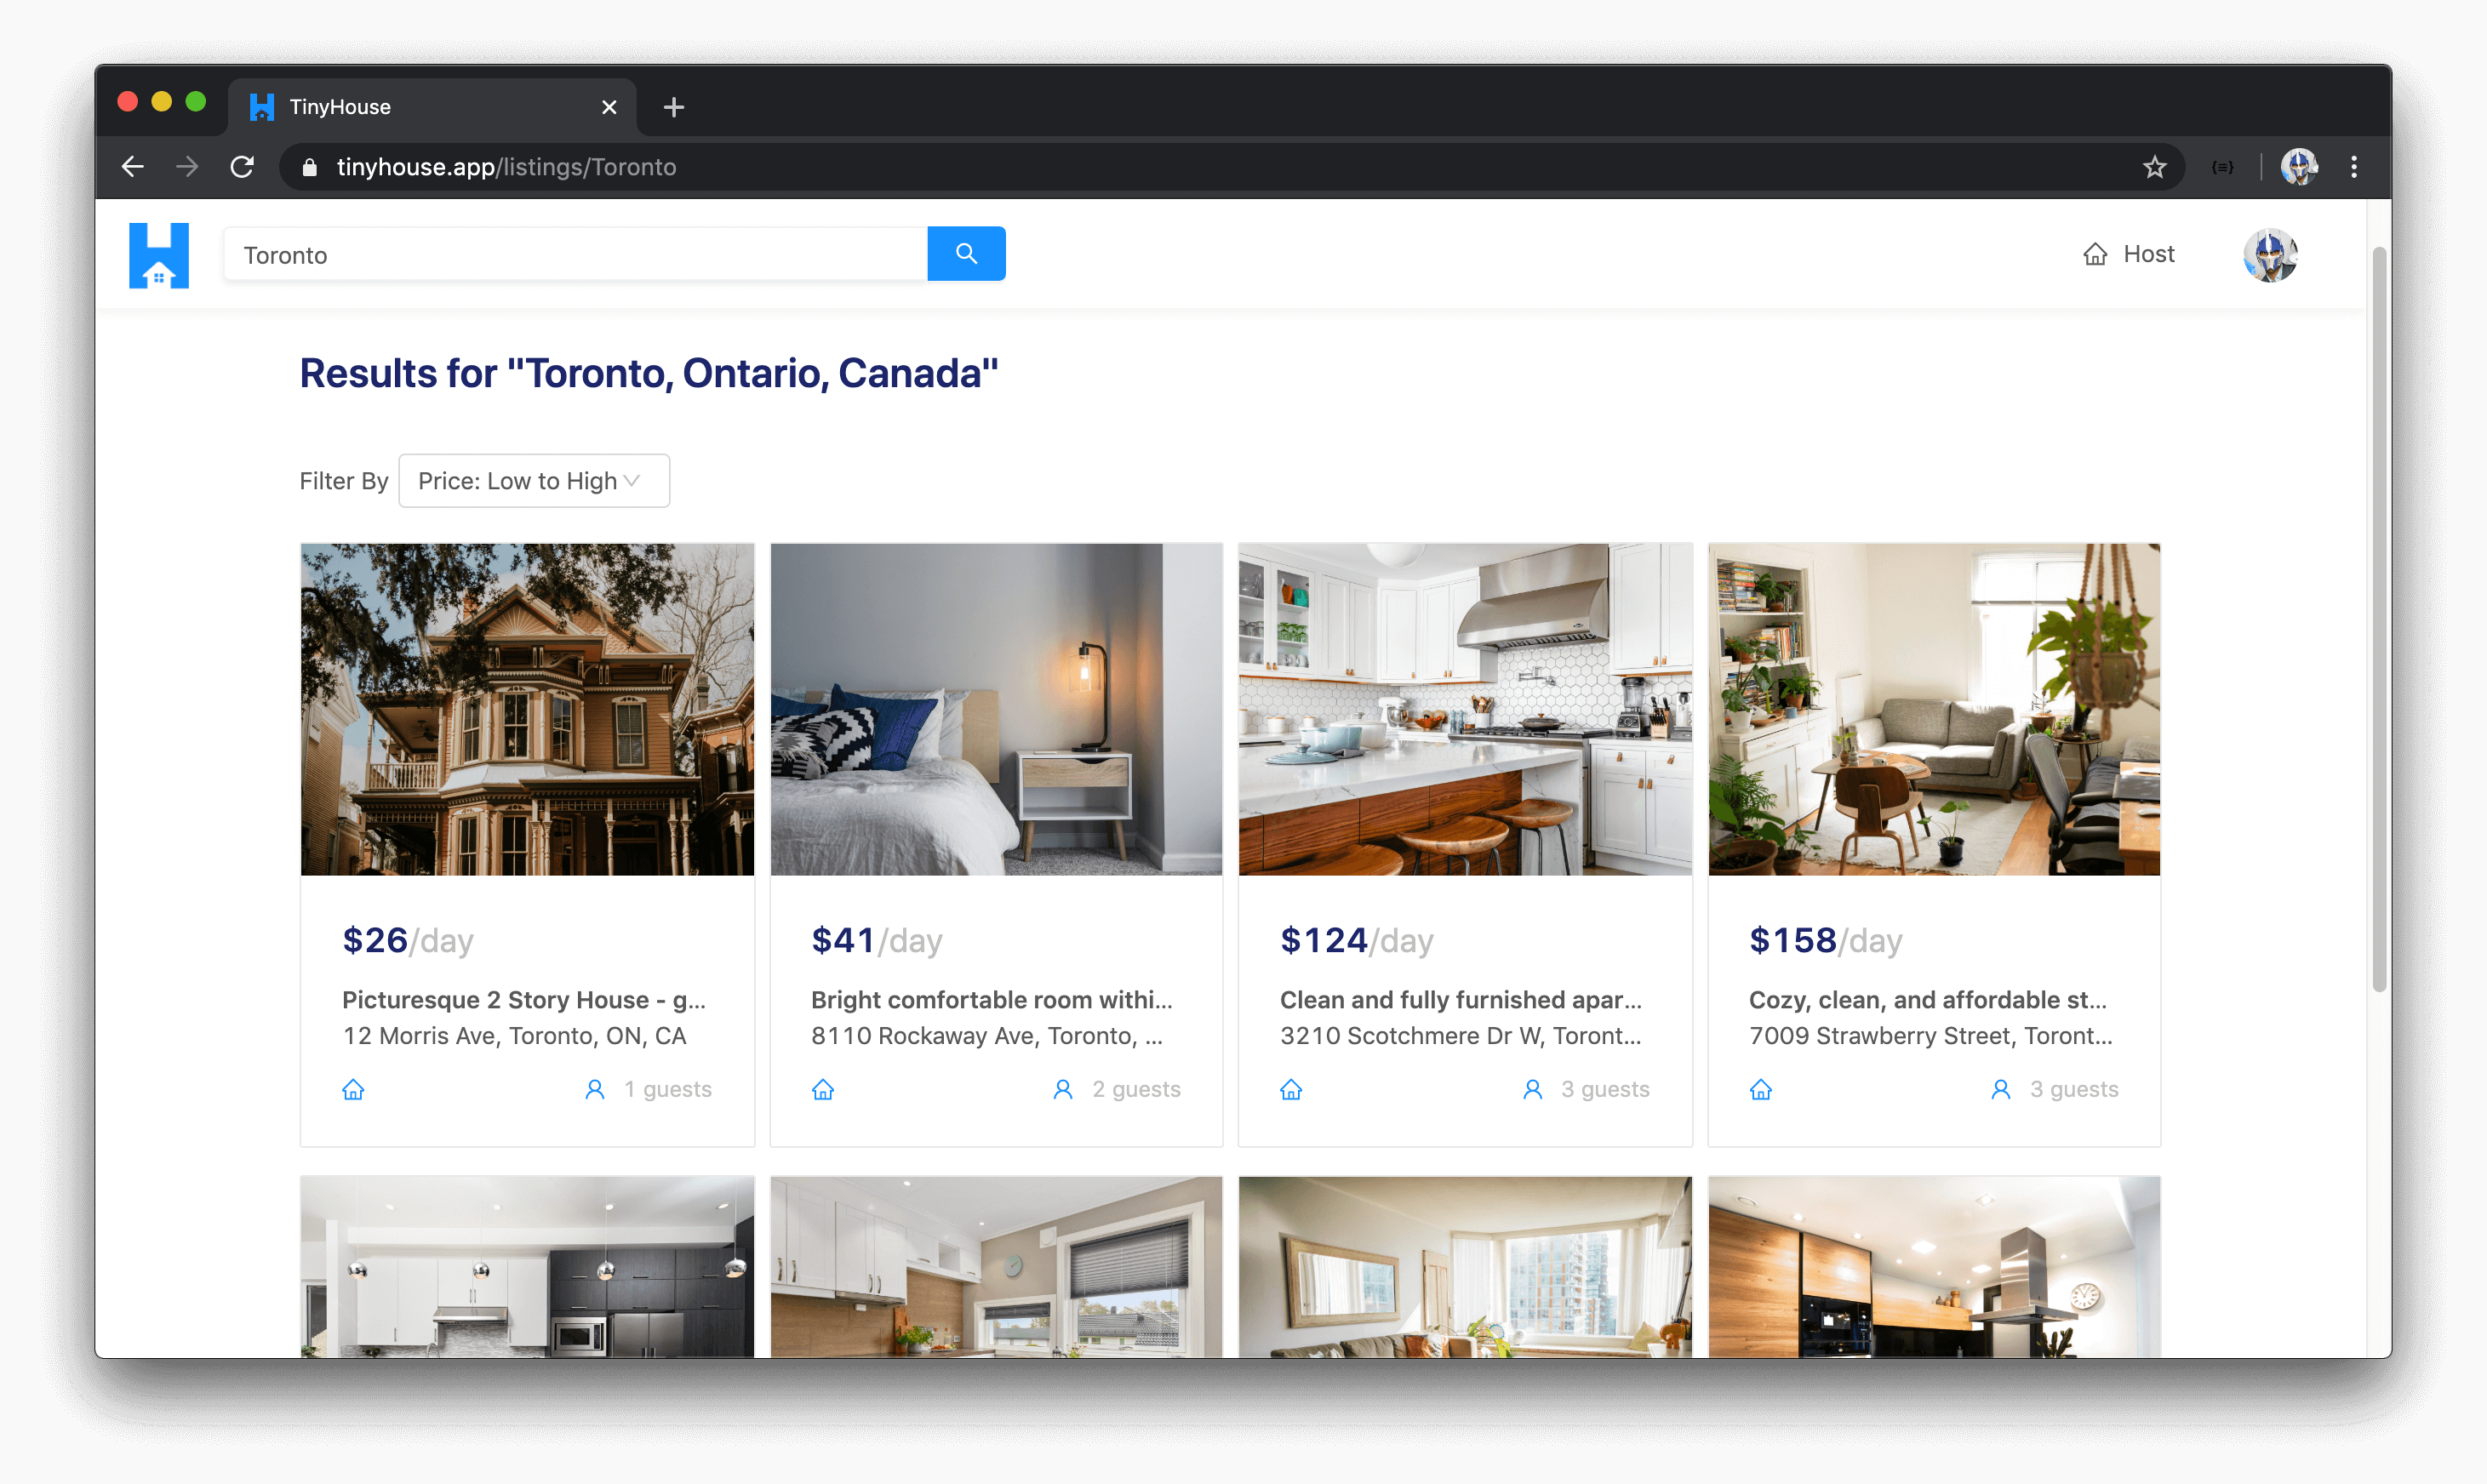 TinyHouse
tinyhouse.app/listings/Toronto
Toronto
Host
Results for "Toronto, Ontario, Canada"
Filter By Price: Low to High
$26/day
Picturesque 2 Story House - g...
12 Morris Ave, Toronto, ON, CA
1 guests
$41/day
Bright comfortable room withi...
8110 Rockaway Ave, Toronto, ...
2 guests
$124/day
Clean and fully furnished apar...
3210 Scotchmere Dr W, Toront...
3 guests
$158/day
Cozy, clean, and affordable st...
7009 Strawberry Street, Toront...
3 guests